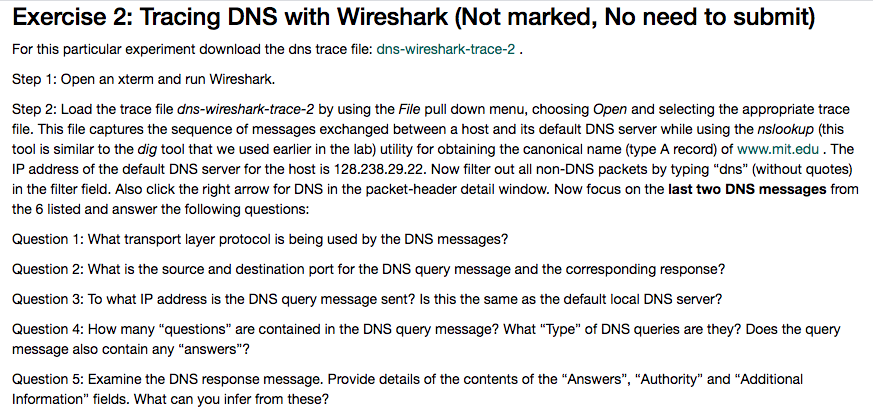 Exercise 2: Tracing DNS with Wireshark (Not marked, No need to submit)
For this particular experiment download the dns trace file: dns-wireshark-trace-2 .
Step 1: Open an xterm and run Wireshark.
Step 2: Load the trace file dns-wireshark-trace-2 by using the File pull down menu, choosing Open and selecting the appropriate trace
file. This file captures the sequence of messages exchanged between a host and its default DNS server while using the nslookup (this
tool is similar to the dig tool that we used earlier in the lab) utility for obtaining the canonical name (type A record) of www.mit.edu . The
IP address of the default DNS server for the host is 128.238.29.22. Now filter out all non-DNS packets by typing “dns” (without quotes)
in the filter field. Also click the right arrow for DNS in the packet-header detail window. Now focus on the last two DNS messages from
the 6 listed and answer the following questions:
Question 1: What transport layer protocol is being used by the DNS messages?
Question 2: What is the source and destination port for the DNS query message and the corresponding response?
Question 3: To what IP address is the DNS query message sent? Is this the same as the default local DNS server?
Question 4: How many “questions” are contained in the DNS query message? What “Type” of DNS queries are they? Does the query
message also contain any “answers”?
Question 5: Examine the DNS response message. Provide details of the contents of the “Answers”, “Authority” and “Additional
Information” fields. What can you infer from these?